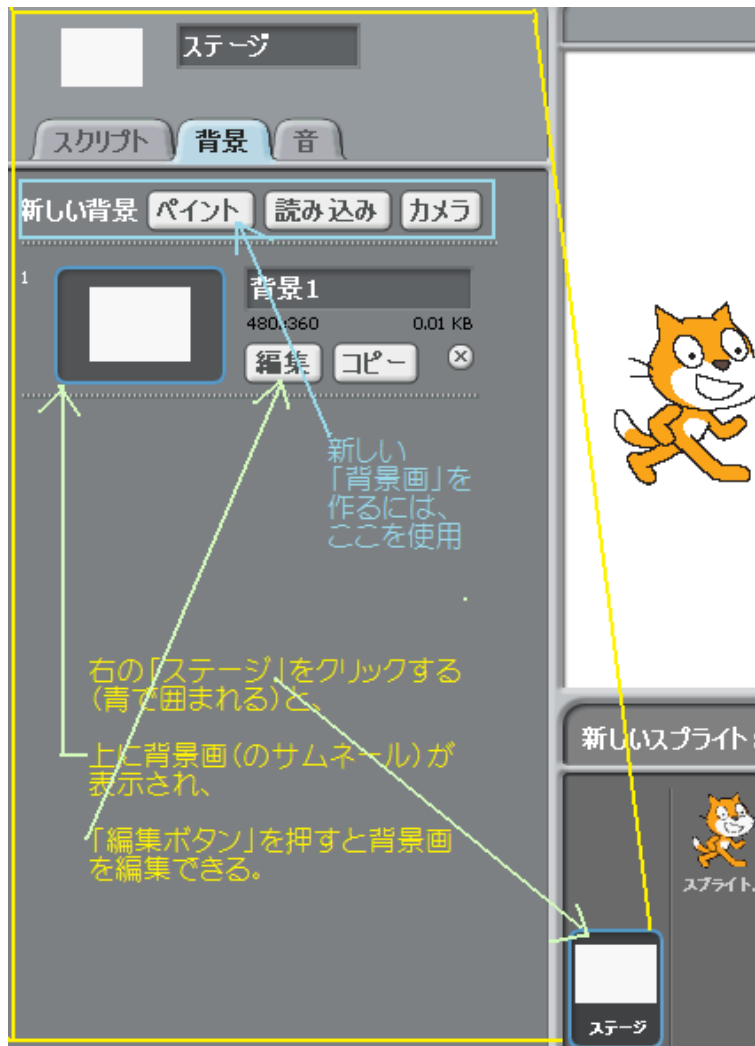 ステージ
スクリプト 背景 音
新しい背景 ペイント 読み込み カメラ
1
背景1
480x360 0.01 KB
編集 コピー
新しい
「背景画」を
作るには、
ここを使用
右の「ステージ」をクリックする
(青で囲まれる)と、
上に背景画(のサムネール)が
表示され、
「編集ボタン」を押すと背景画
を編集できる。
新しいスプライト
スプライト
ステージ